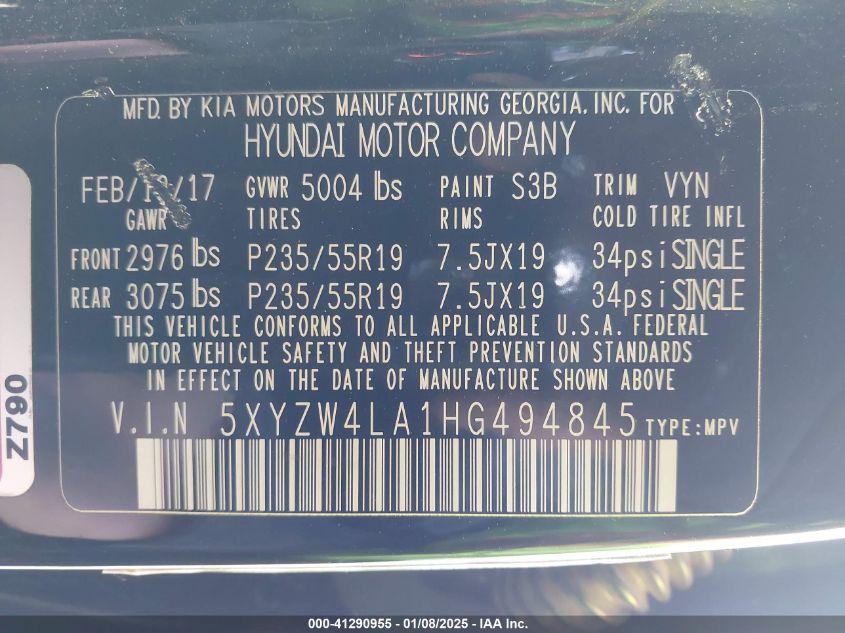 MFD. BY KIA MOTORS MANUFACTURING GEORGIA, INC. FOR
HYUNDAI MOTOR COMPANY
FEB/ /17 GVWR 5004 lbs PAINT S3B TRIM VYN
GAWR TIRES RIMS COLD TIRE INFL
FRONT 2976 lbs P235/55R19 7.5JX19 34psi SINGLE
REAR 3075 lbs P235/55R19 7.5JX19 34psi SINGLE
THIS VEHICLE CONFORMS TO ALL APPLICABLE U.S.A. FEDERAL
MOTOR VEHICLE SAFETY AND THEFT PREVENTION STANDARDS
IN EFFECT ON THE DATE OF MANUFACTURE SHOWN ABOVE
V.I.N 5XYZW4LA1HG494845 TYPE:MPV
Z790
000-41290955 - 01/08/2025 - IAA Inc.